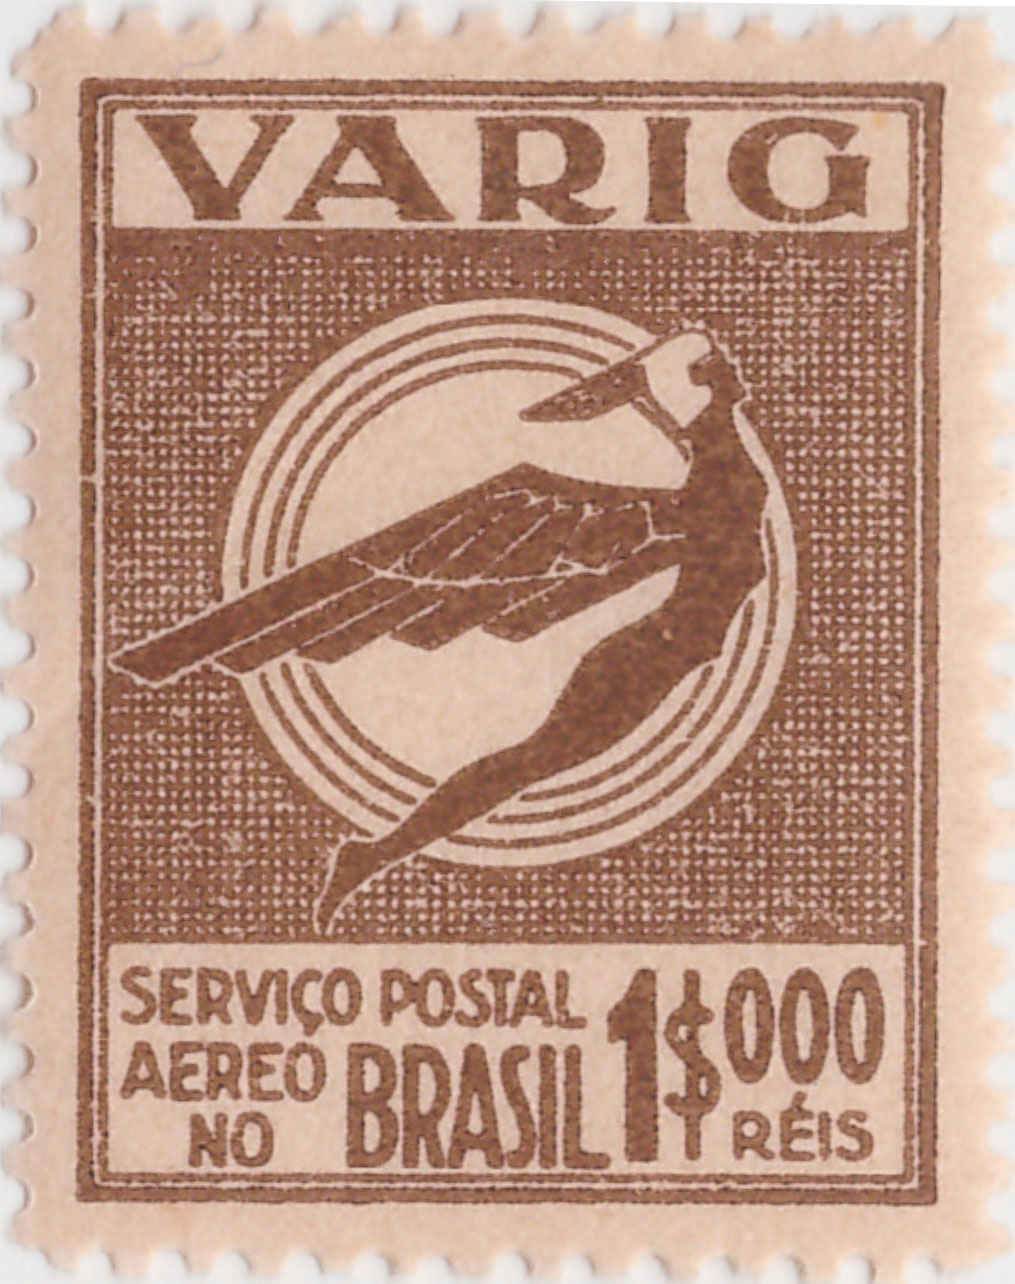 VARIG
SERVIÇO POSTAL
AEREO
NO
BRASIL
1$000
RÉIS